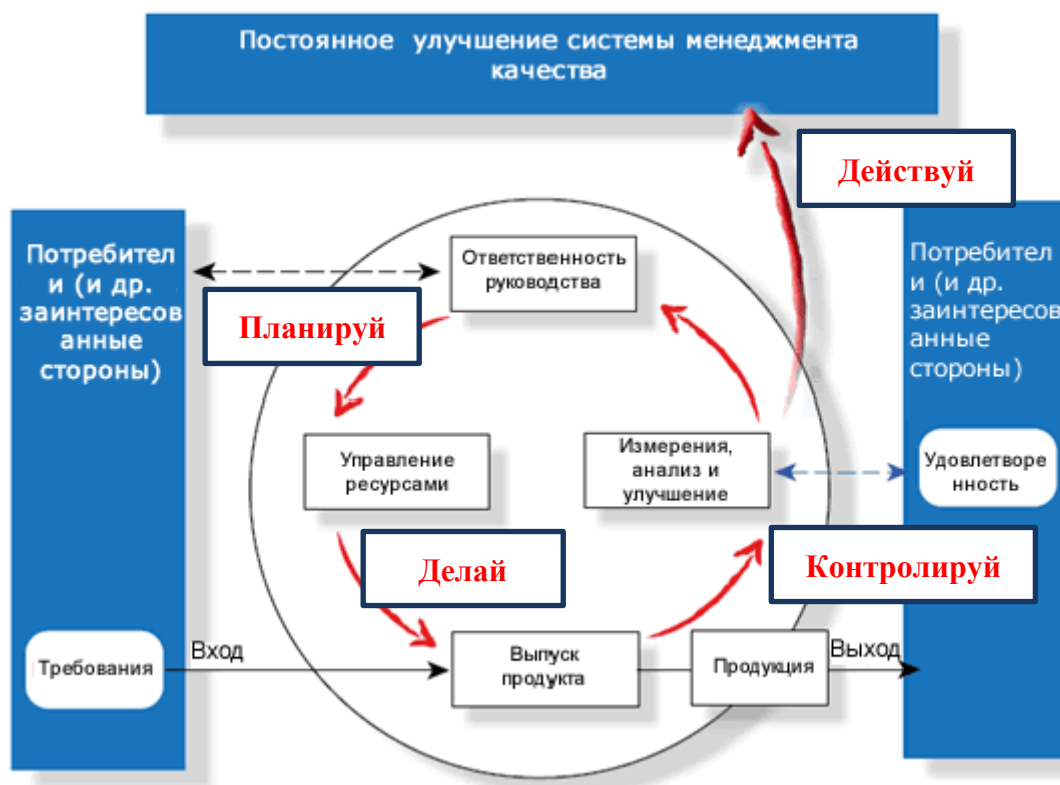 Постоянное улучшение системы менеджмента
качества
Действуй
Потребител
и (и др.
заинтересов
анные
стороны)
Ответственность
руководства
Потребител
и (и др.
заинтересов
анные
стороны)
Планируй
Управление
ресурсами
Измерения,
анализ и
улучшение
Удовлетворе
нность
Делай
Контролируй
Требования
Вход
Выпуск
продукта
Продукция
Выход